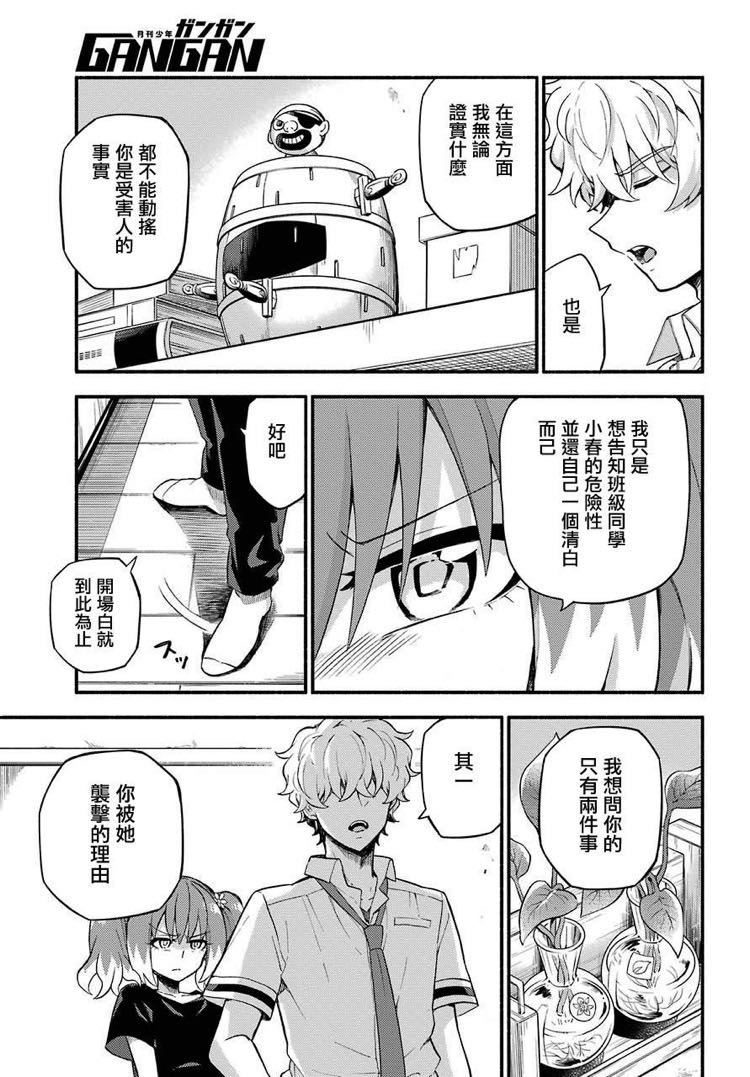 月刊少年
ガンガン
GANGAN
也是
在這方面
我無論
證實什麼
都不能動搖
你是受害人的
事實
我只是
想告知班級同學
小春的危險性
並還自己一個清白
而己
好吧
開場白就
到此為止
スッ
我想問你的
只有兩件事
其一
你被她
襲擊的理由